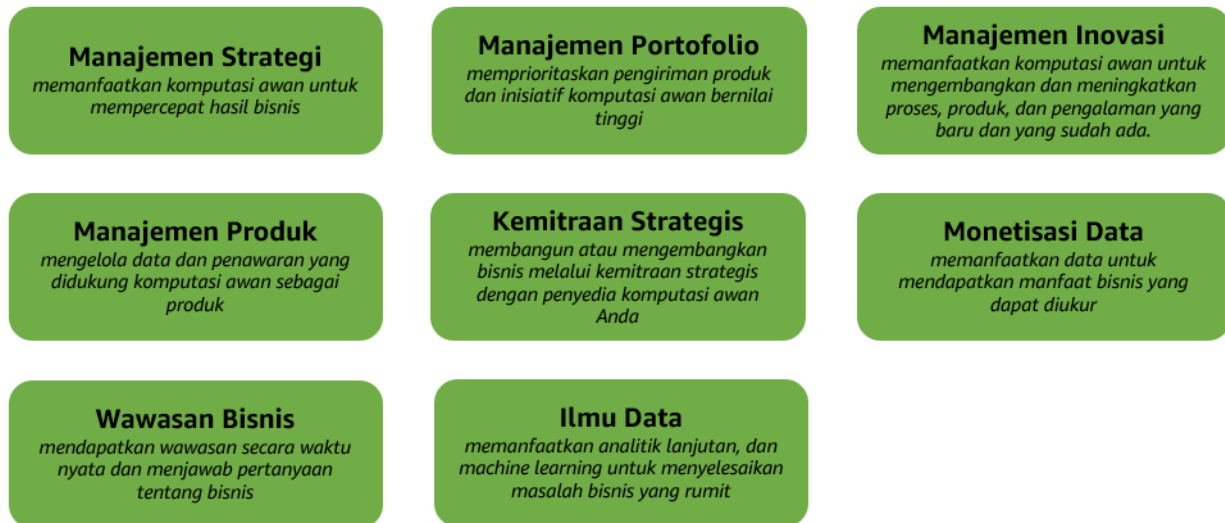 Manajemen Strategi
memanfaatkan komputasi awan untuk
mempercepat hasil bisnis
Manajemen Portofolio
memprioritaskan pengiriman produk
dan inisiatif komputasi awan bernilai
tinggi
Manajemen Inovasi
memanfaatkan komputasi awan untuk
mengembangkan dan meningkatkan
proses, produk, dan pengalaman yang
baru dan yang sudah ada.
Manajemen Produk
mengelola data dan penawaran yang
didukung komputasi awan sebagai
produk
Kemitraan Strategis
membangun atau mengembangkan
bisnis melalui kemitraan strategis
dengan penyedia komputasi awan
Anda
Monetisasi Data
memanfaatkan data untuk
mendapatkan manfaat bisnis yang
dapat diukur
Wawasan Bisnis
mendapatkan wawasan secara waktu
nyata dan menjawab pertanyaan
tentang bisnis
Ilmu Data
memanfaatkan analitik lanjutan, dan
machine learning untuk menyelesaikan
masalah bisnis yang rumit